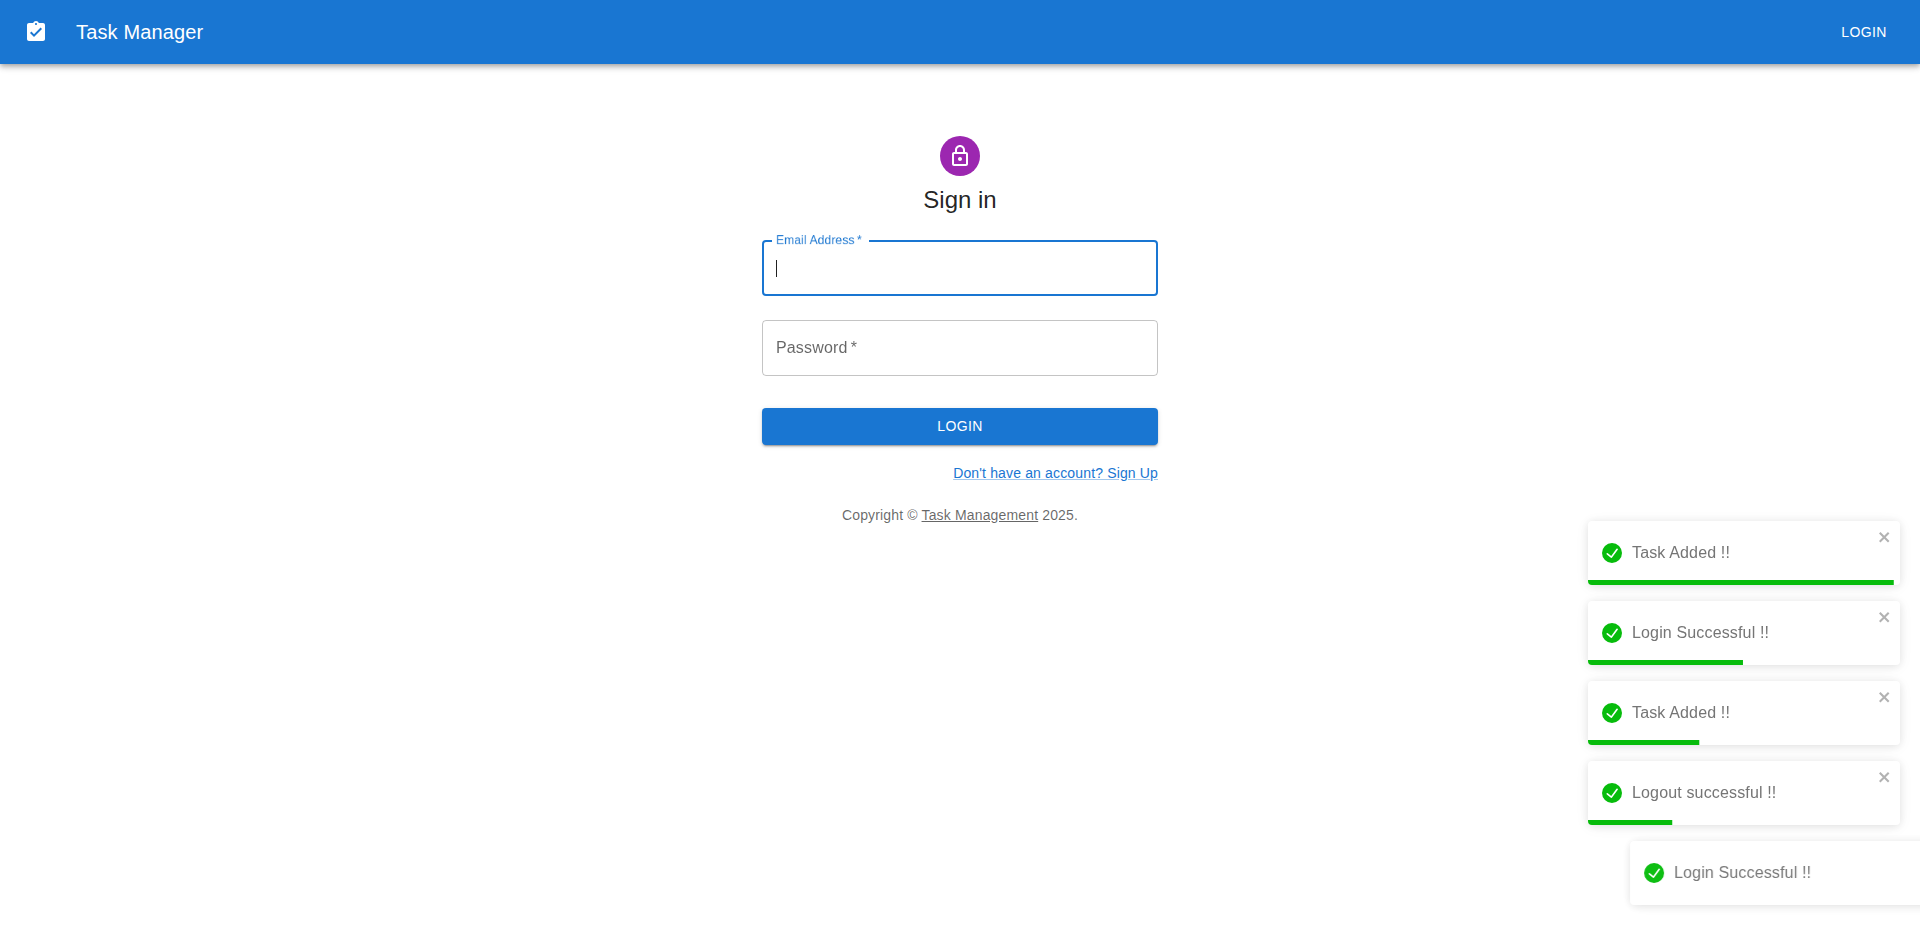 Task Manager
LOGIN
Sign in
Email Address *
Password *
LOGIN
Don't have an account? Sign Up
Copyright © Task Management 2025.
Task Added !!
Login Successful !!
Task Added !!
Logout successful !!
Login Successful !!